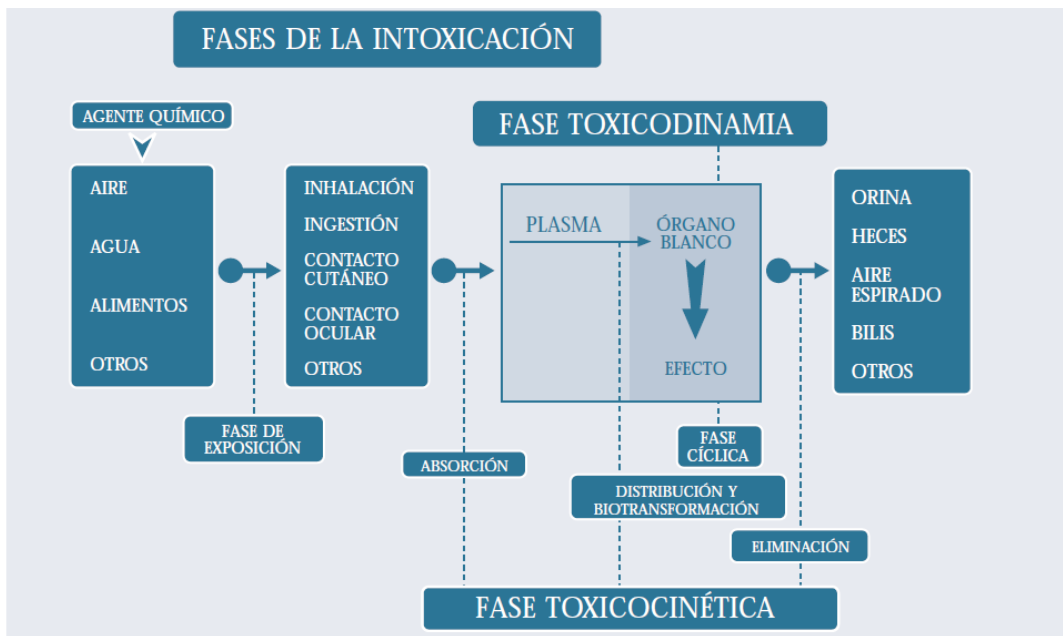 FASES DE LA INTOXICACIÓN
AGENTE QUÍMICO
AIRE
AGUA
ALIMENTOS
OTROS
FASE DE
EXPOSICIÓN
INHALACIÓN
INGESTIÓN
CONTACTO
CUTÁNEO
CONTACTO
OCULAR
OTROS
ABSORCIÓN
FASE TOXICODINAMIA
PLASMA
ÓRGANO
BLANCO
EFECTO
FASE
CÍCLICA
DISTRIBUCIÓN Y
BIOTRANSFORMACIÓN
ORINA
HECES
AIRE
ESPIRADO
BILIS
OTROS
ELIMINACIÓN
FASE TOXICOCINÉTICA